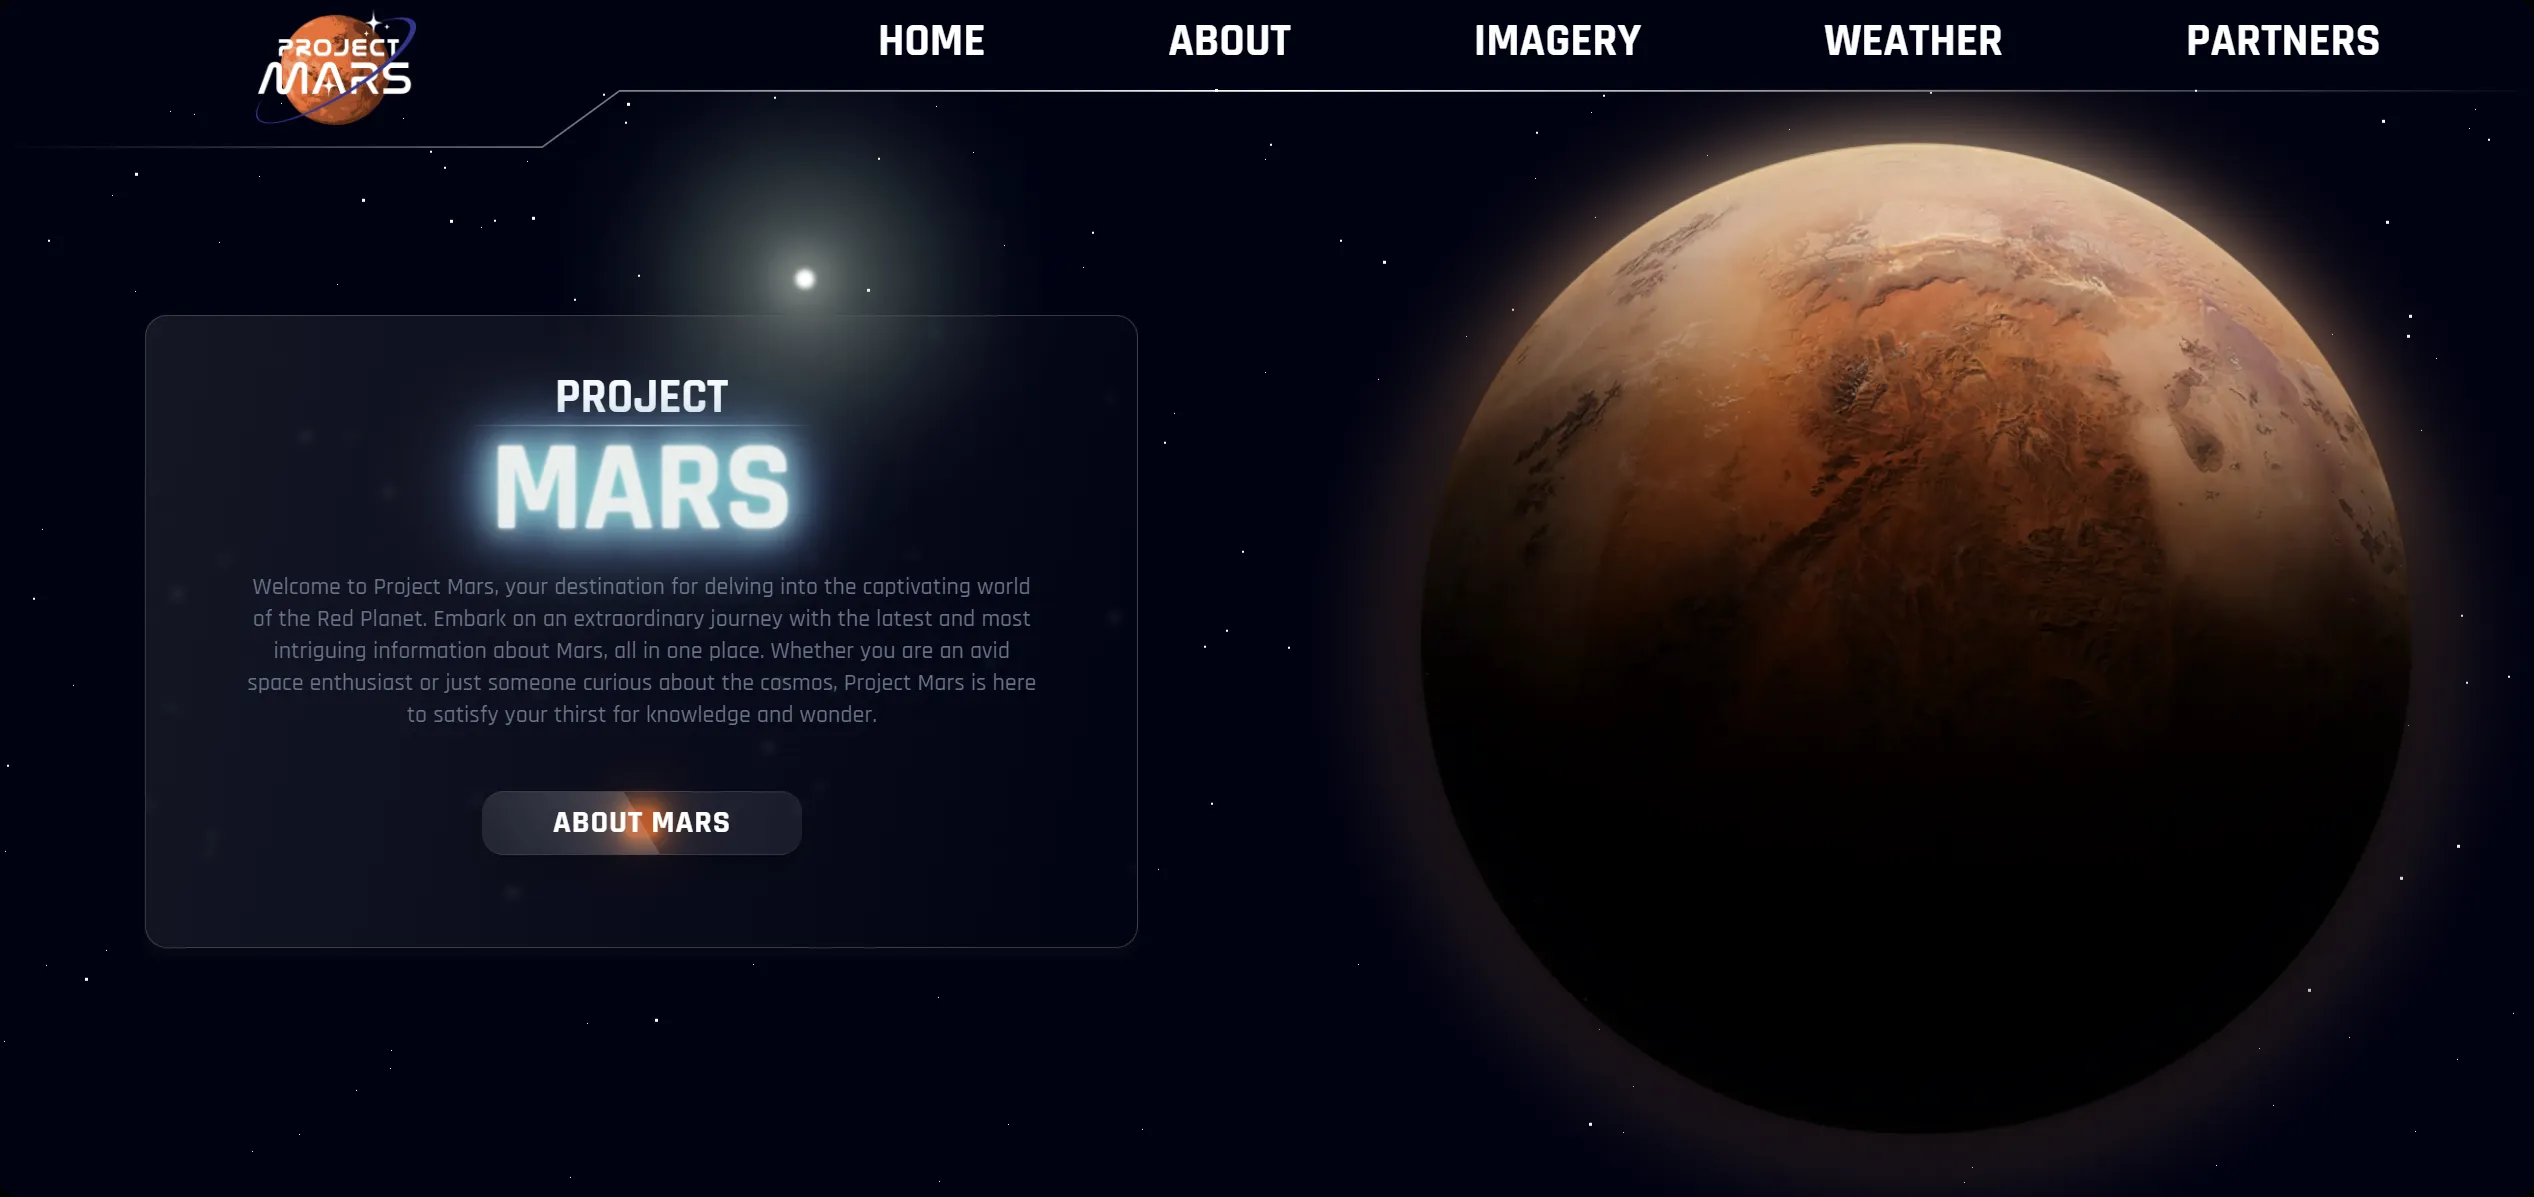 PROJECT
MARS
HOME
ABOUT
IMAGERY
WEATHER
PARTNERS
PROJECT
MARS
Welcome to Project Mars, your destination for delving into the captivating world
of the Red Planet. Embark on an extraordinary journey with the latest and most
intriguing information about Mars, all in one place. Whether you are an avid
space enthusiast or just someone curious about the cosmos, Project Mars is here
to satisfy your thirst for knowledge and wonder.
ABOUT MARS